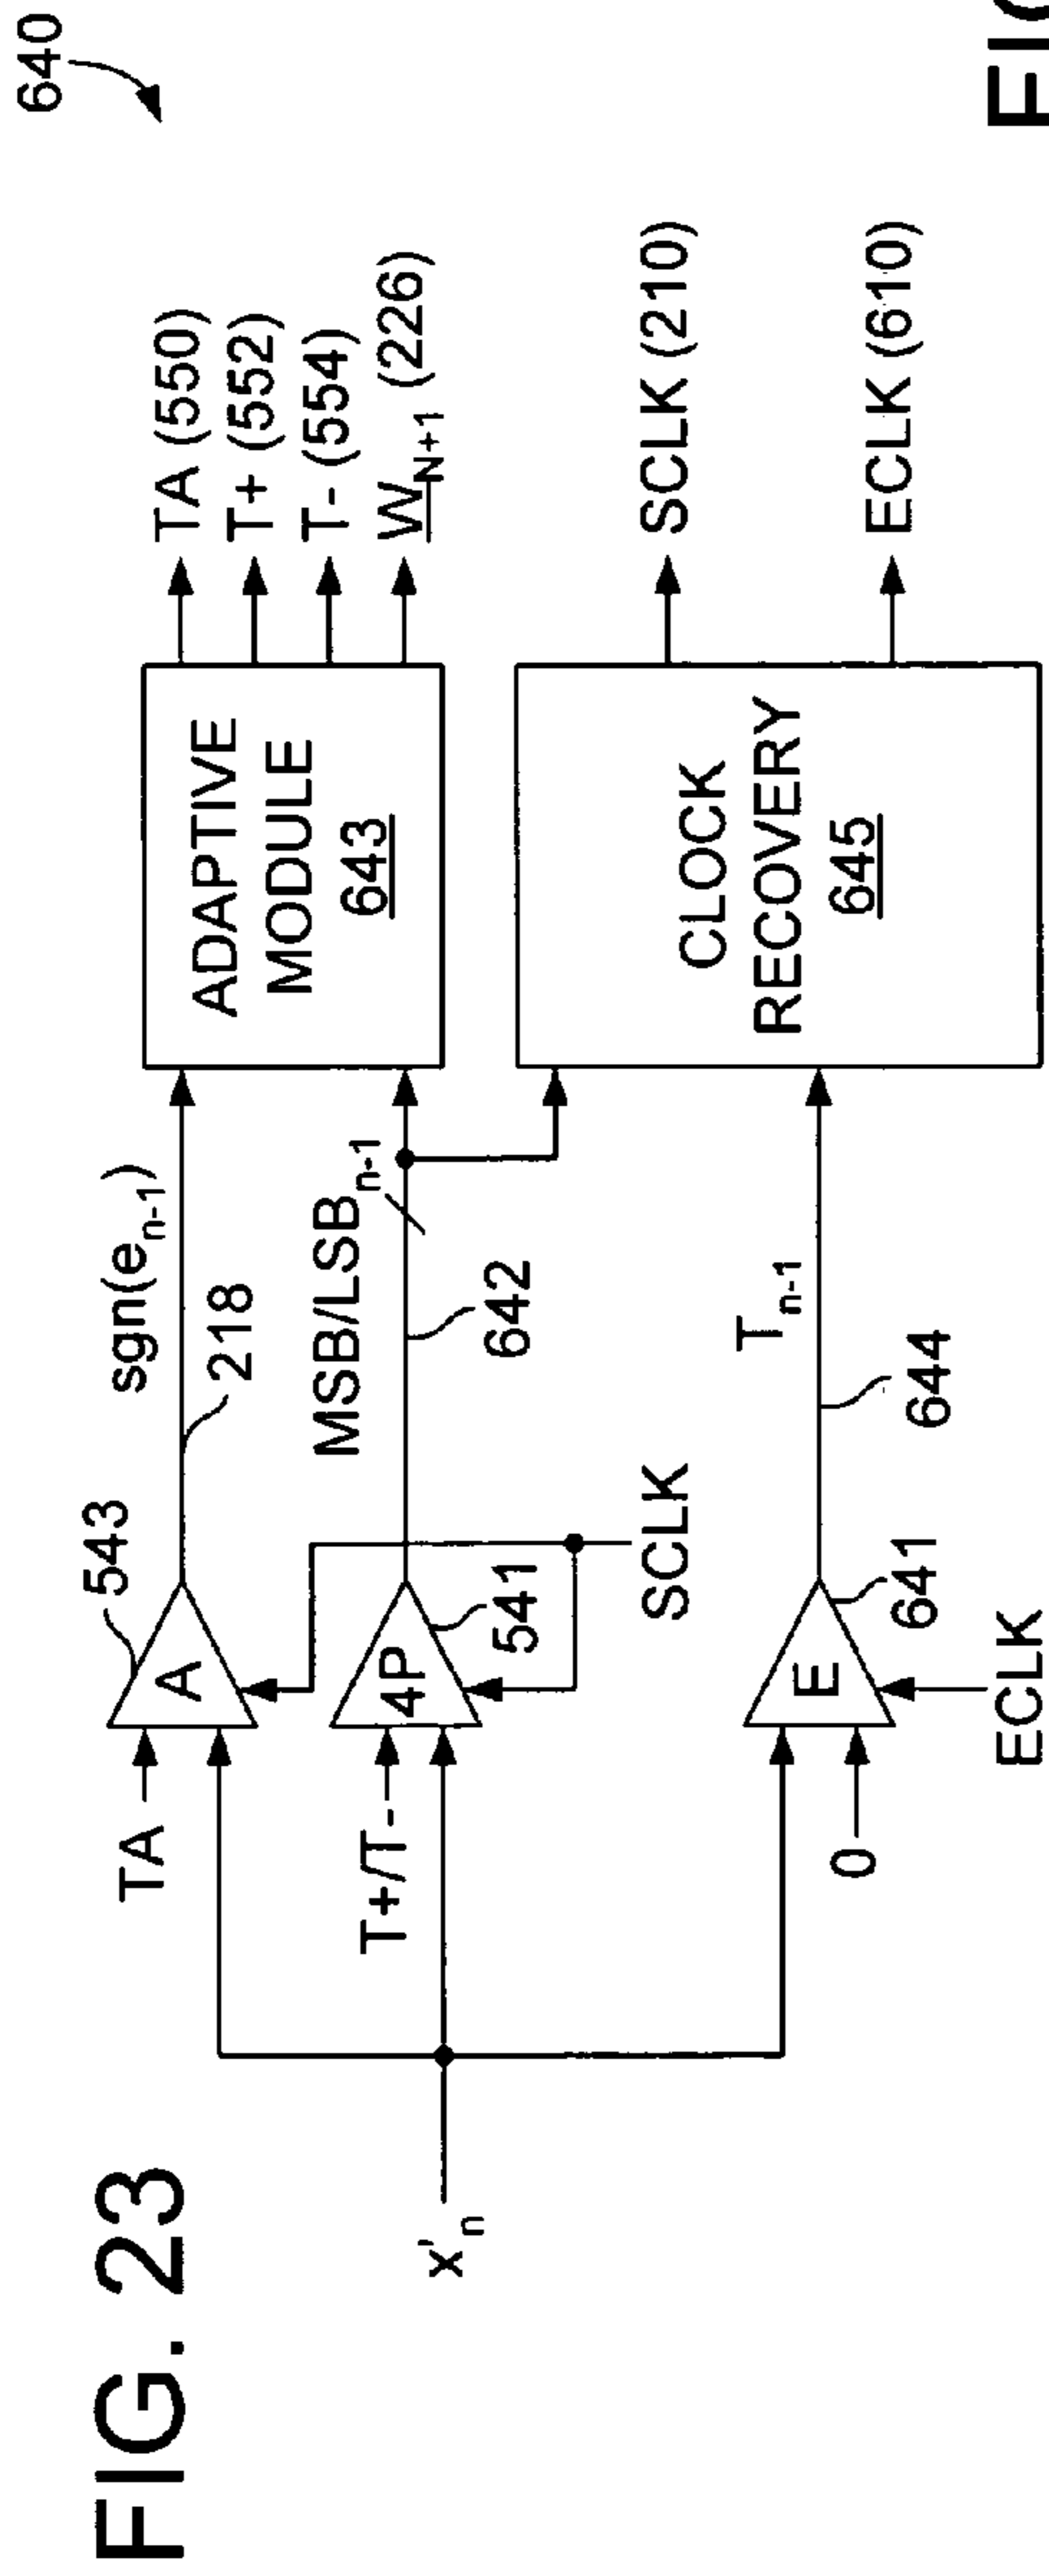 FIG. 23
640
x'n
TA
T+/T-
0
A
543
4P
541
E
641
SCLK
ECLK
sgn(en-1)
218
MSB/LSBn-1
642
Tn-1
644
ADAPTIVE
MODULE
643
CLOCK
RECOVERY
645
TA (550)
T+ (552)
T- (554)
WN+1 (226)
SCLK (210)
ECLK (610)